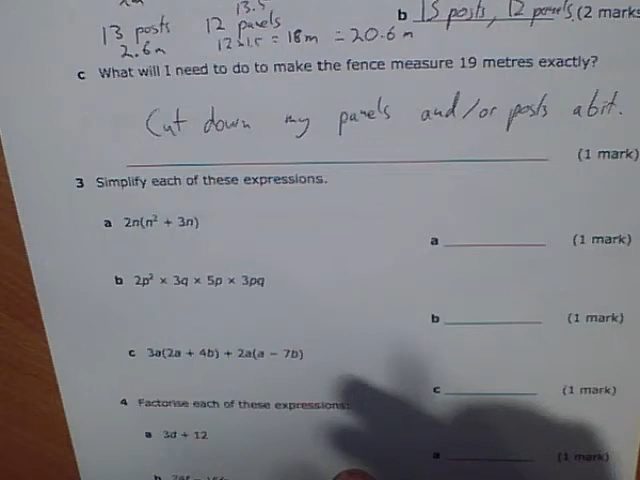 13.5
13 posts 12 panels b 13 posts, 12 panels (2 marks
2.6m 12x1.5 = 18m = 20.6m
c What will I need to do to make the fence measure 19 metres exactly?
Cut down my panels and/or posts a bit.
(1 mark)
3 Simplify each of these expressions.
a 2n(n² + 3n)
a (1 mark)
b 2p² × 3q × 5p × 3pq
b (1 mark)
c 3a(2a + 4b) + 2a(a − 7b)
c (1 mark)
4 Factorise each of these expressions:
a 3d + 12
a (1 mark)
b